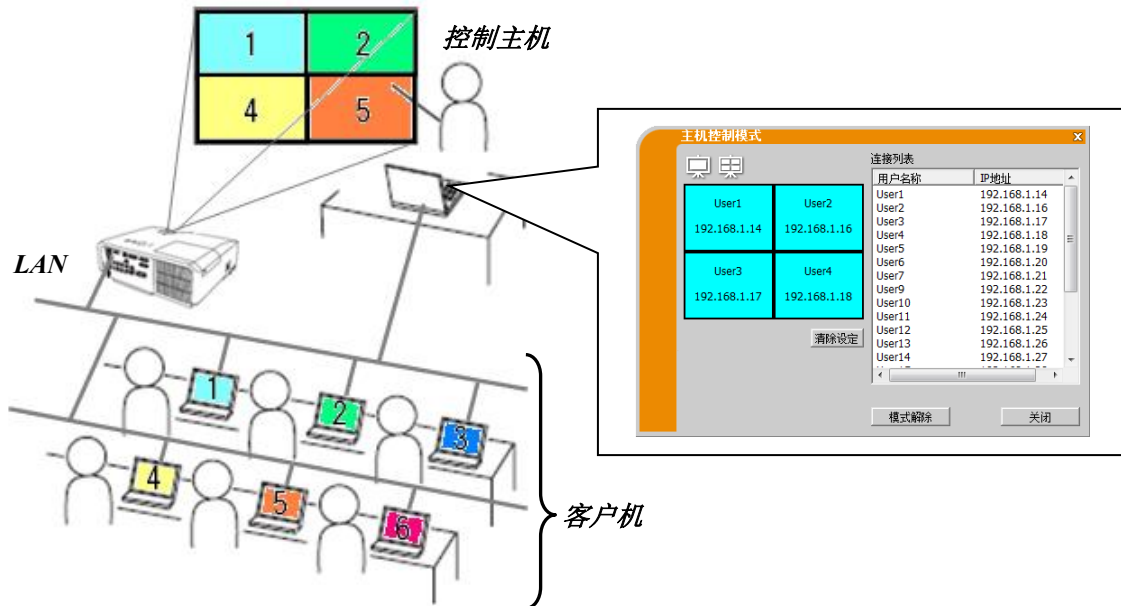 1
2
4
5
控制主机
LAN
主机控制模式
x
User1
192.168.1.14
User2
192.168.1.16
User3
192.168.1.17
User4
192.168.1.18
清除设定
连接列表
用户名称 IP地址
User1 192.168.1.14
User2 192.168.1.16
User3 192.168.1.17
User4 192.168.1.18
User5 192.168.1.19
User6 192.168.1.20
User7 192.168.1.21
User9 192.168.1.22
User10 192.168.1.23
User11 192.168.1.24
User12 192.168.1.25
User13 192.168.1.26
User14 192.168.1.27
模式解除
关闭
1
2
3
4
5
6
客户机